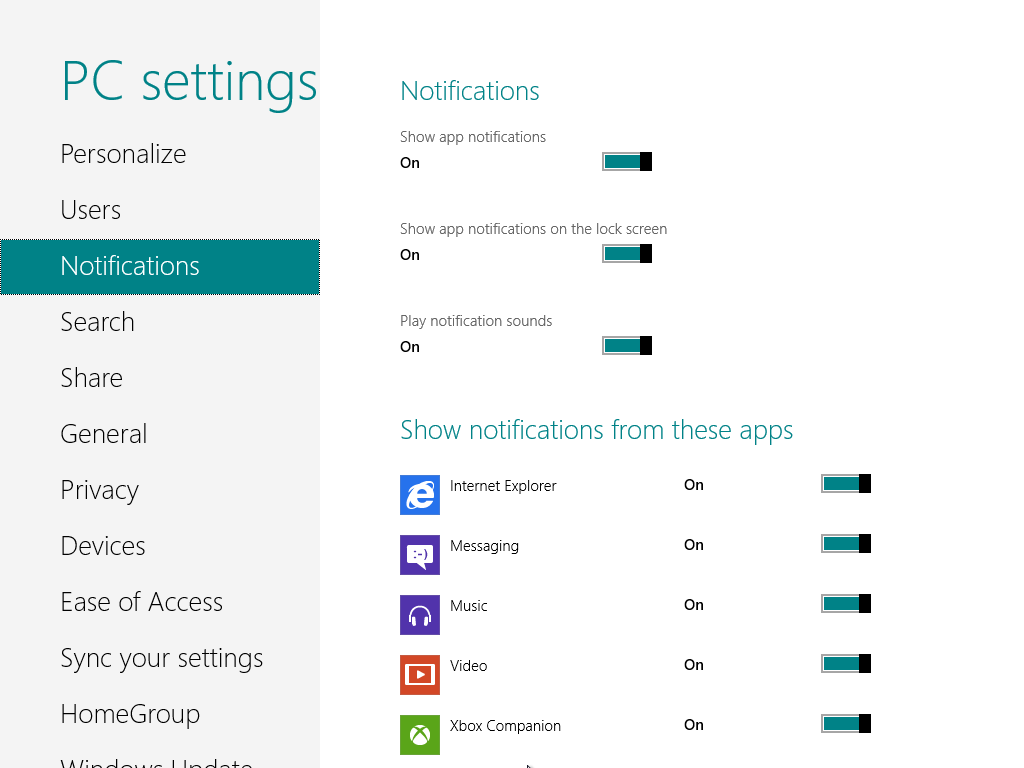 PC settings
Personalize
Users
Notifications
Search
Share
General
Privacy
Devices
Ease of Access
Sync your settings
HomeGroup
Windows Update
Notifications
Show app notifications
On
Show app notifications on the lock screen
On
Play notification sounds
On
Show notifications from these apps
Internet Explorer On
:-) Messaging On
Music On
Video On
Xbox Companion On